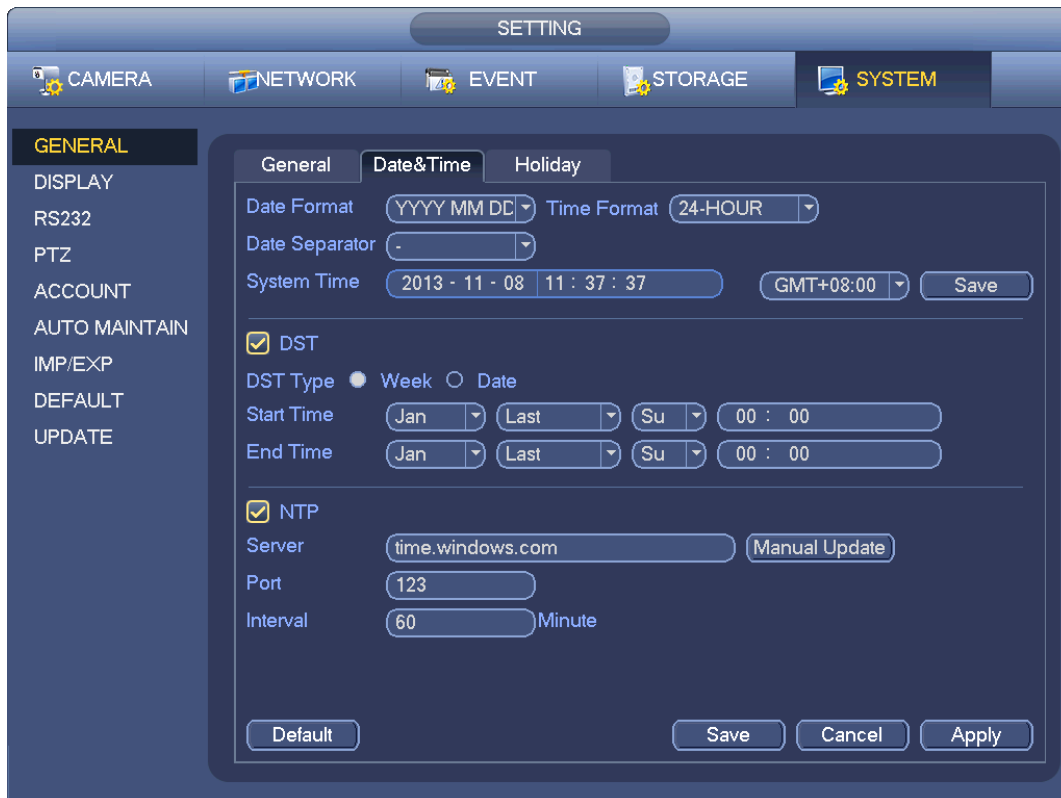 SETTING
CAMERA NETWORK EVENT STORAGE SYSTEM
GENERAL
DISPLAY
RS232
PTZ
ACCOUNT
AUTO MAINTAIN
IMP/EXP
DEFAULT
UPDATE
General Date&Time Holiday
Date Format YYYY MM DD Time Format 24-HOUR
Date Separator -
System Time 2013 - 11 - 08 11 : 37 : 37 GMT+08:00 Save
DST
DST Type Week Date
Start Time Jan Last Su 00 : 00
End Time Jan Last Su 00 : 00
NTP
Server time.windows.com Manual Update
Port 123
Interval 60 Minute
Default Save Cancel Apply